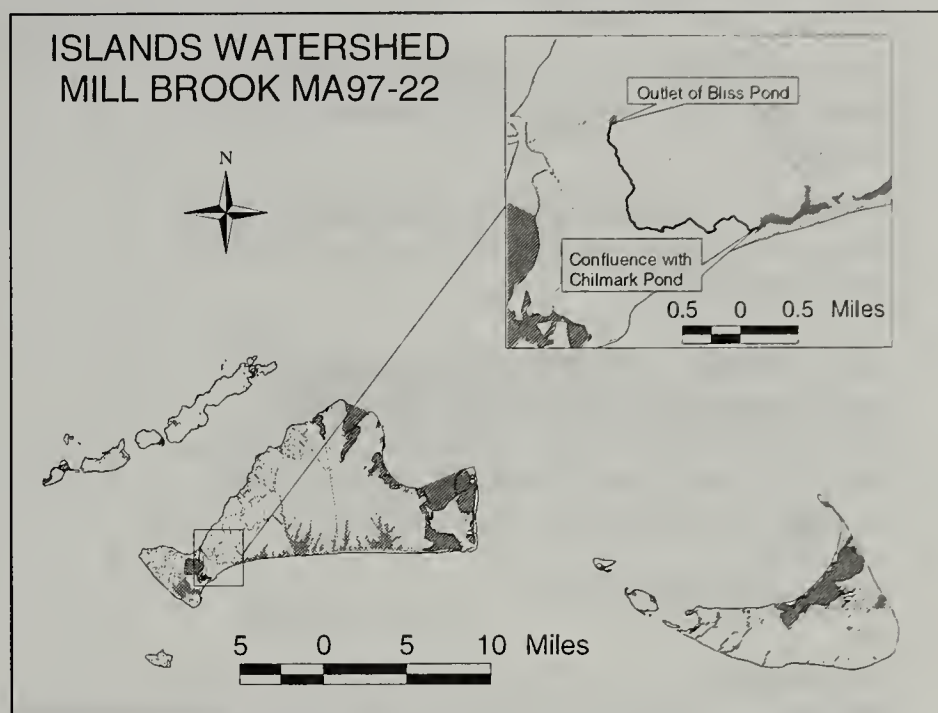 ISLANDS WATERSHED
MILL BROOK MA97-22
N
Outlet of Bliss Pond
Confluence with
Chilmark Pond
0.5 0 0.5 Miles
5 0 5 10 Miles